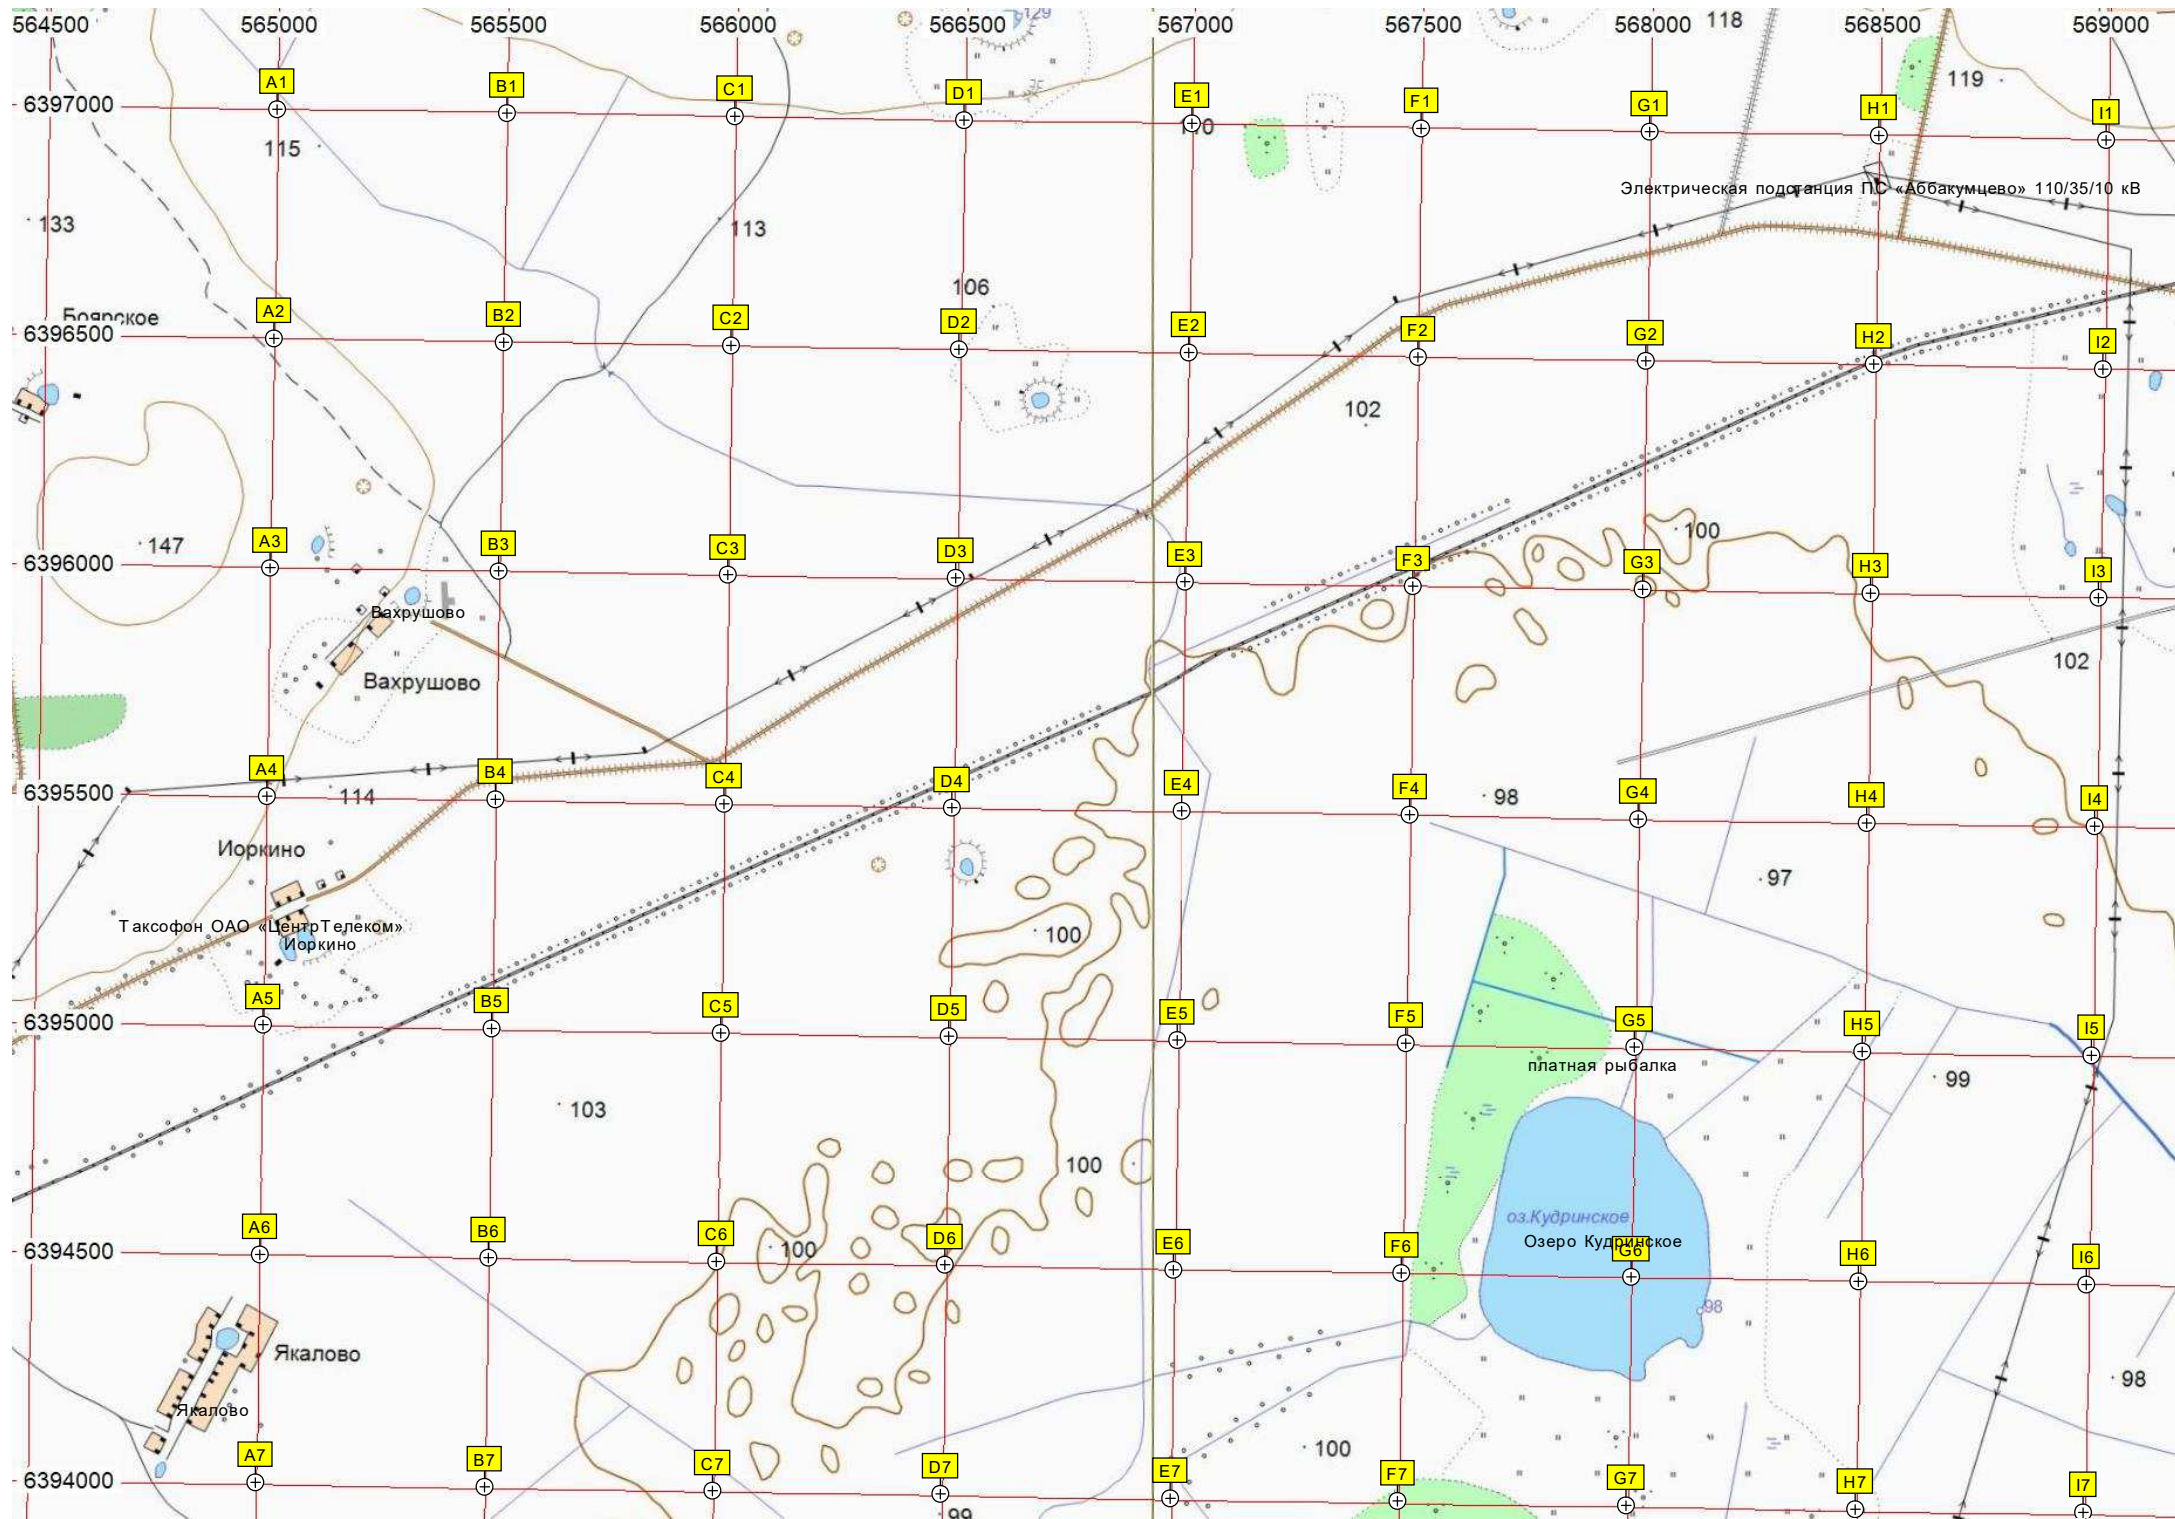 564500 565000 565500 566000 566500 567000 567500 568000 568500 569000
129
118
119
A1 B1 C1 D1 E1 F1 G1 H1 I1
6397000
115
110
Электрическая подстанция ПС «Аббакумцево» 110/35/10 кВ
133
113
106
Боярское
A2 B2 C2 D2 E2 F2 G2 H2 I2
6396500
102
147
100
A3 B3 C3 D3 E3 F3 G3 H3 I3
6396000
Вахрушово
Вахрушово
102
A4 B4 C4 D4 E4 F4 G4 H4 I4
6395500
114
98
Иоркино
97
Таксофон ОАО «ЦентрТелеком»
Иоркино
100
A5 B5 C5 D5 E5 F5 G5 H5 I5
6395000
платная рыбалка
99
103
100
оз.Кудринское
Озеро Кудринское
A6 B6 C6 D6 E6 F6 G6 H6 I6
6394500
100
98
Якалово
98
Якалово
100
A7 B7 C7 D7 E7 F7 G7 H7 I7
6394000
99